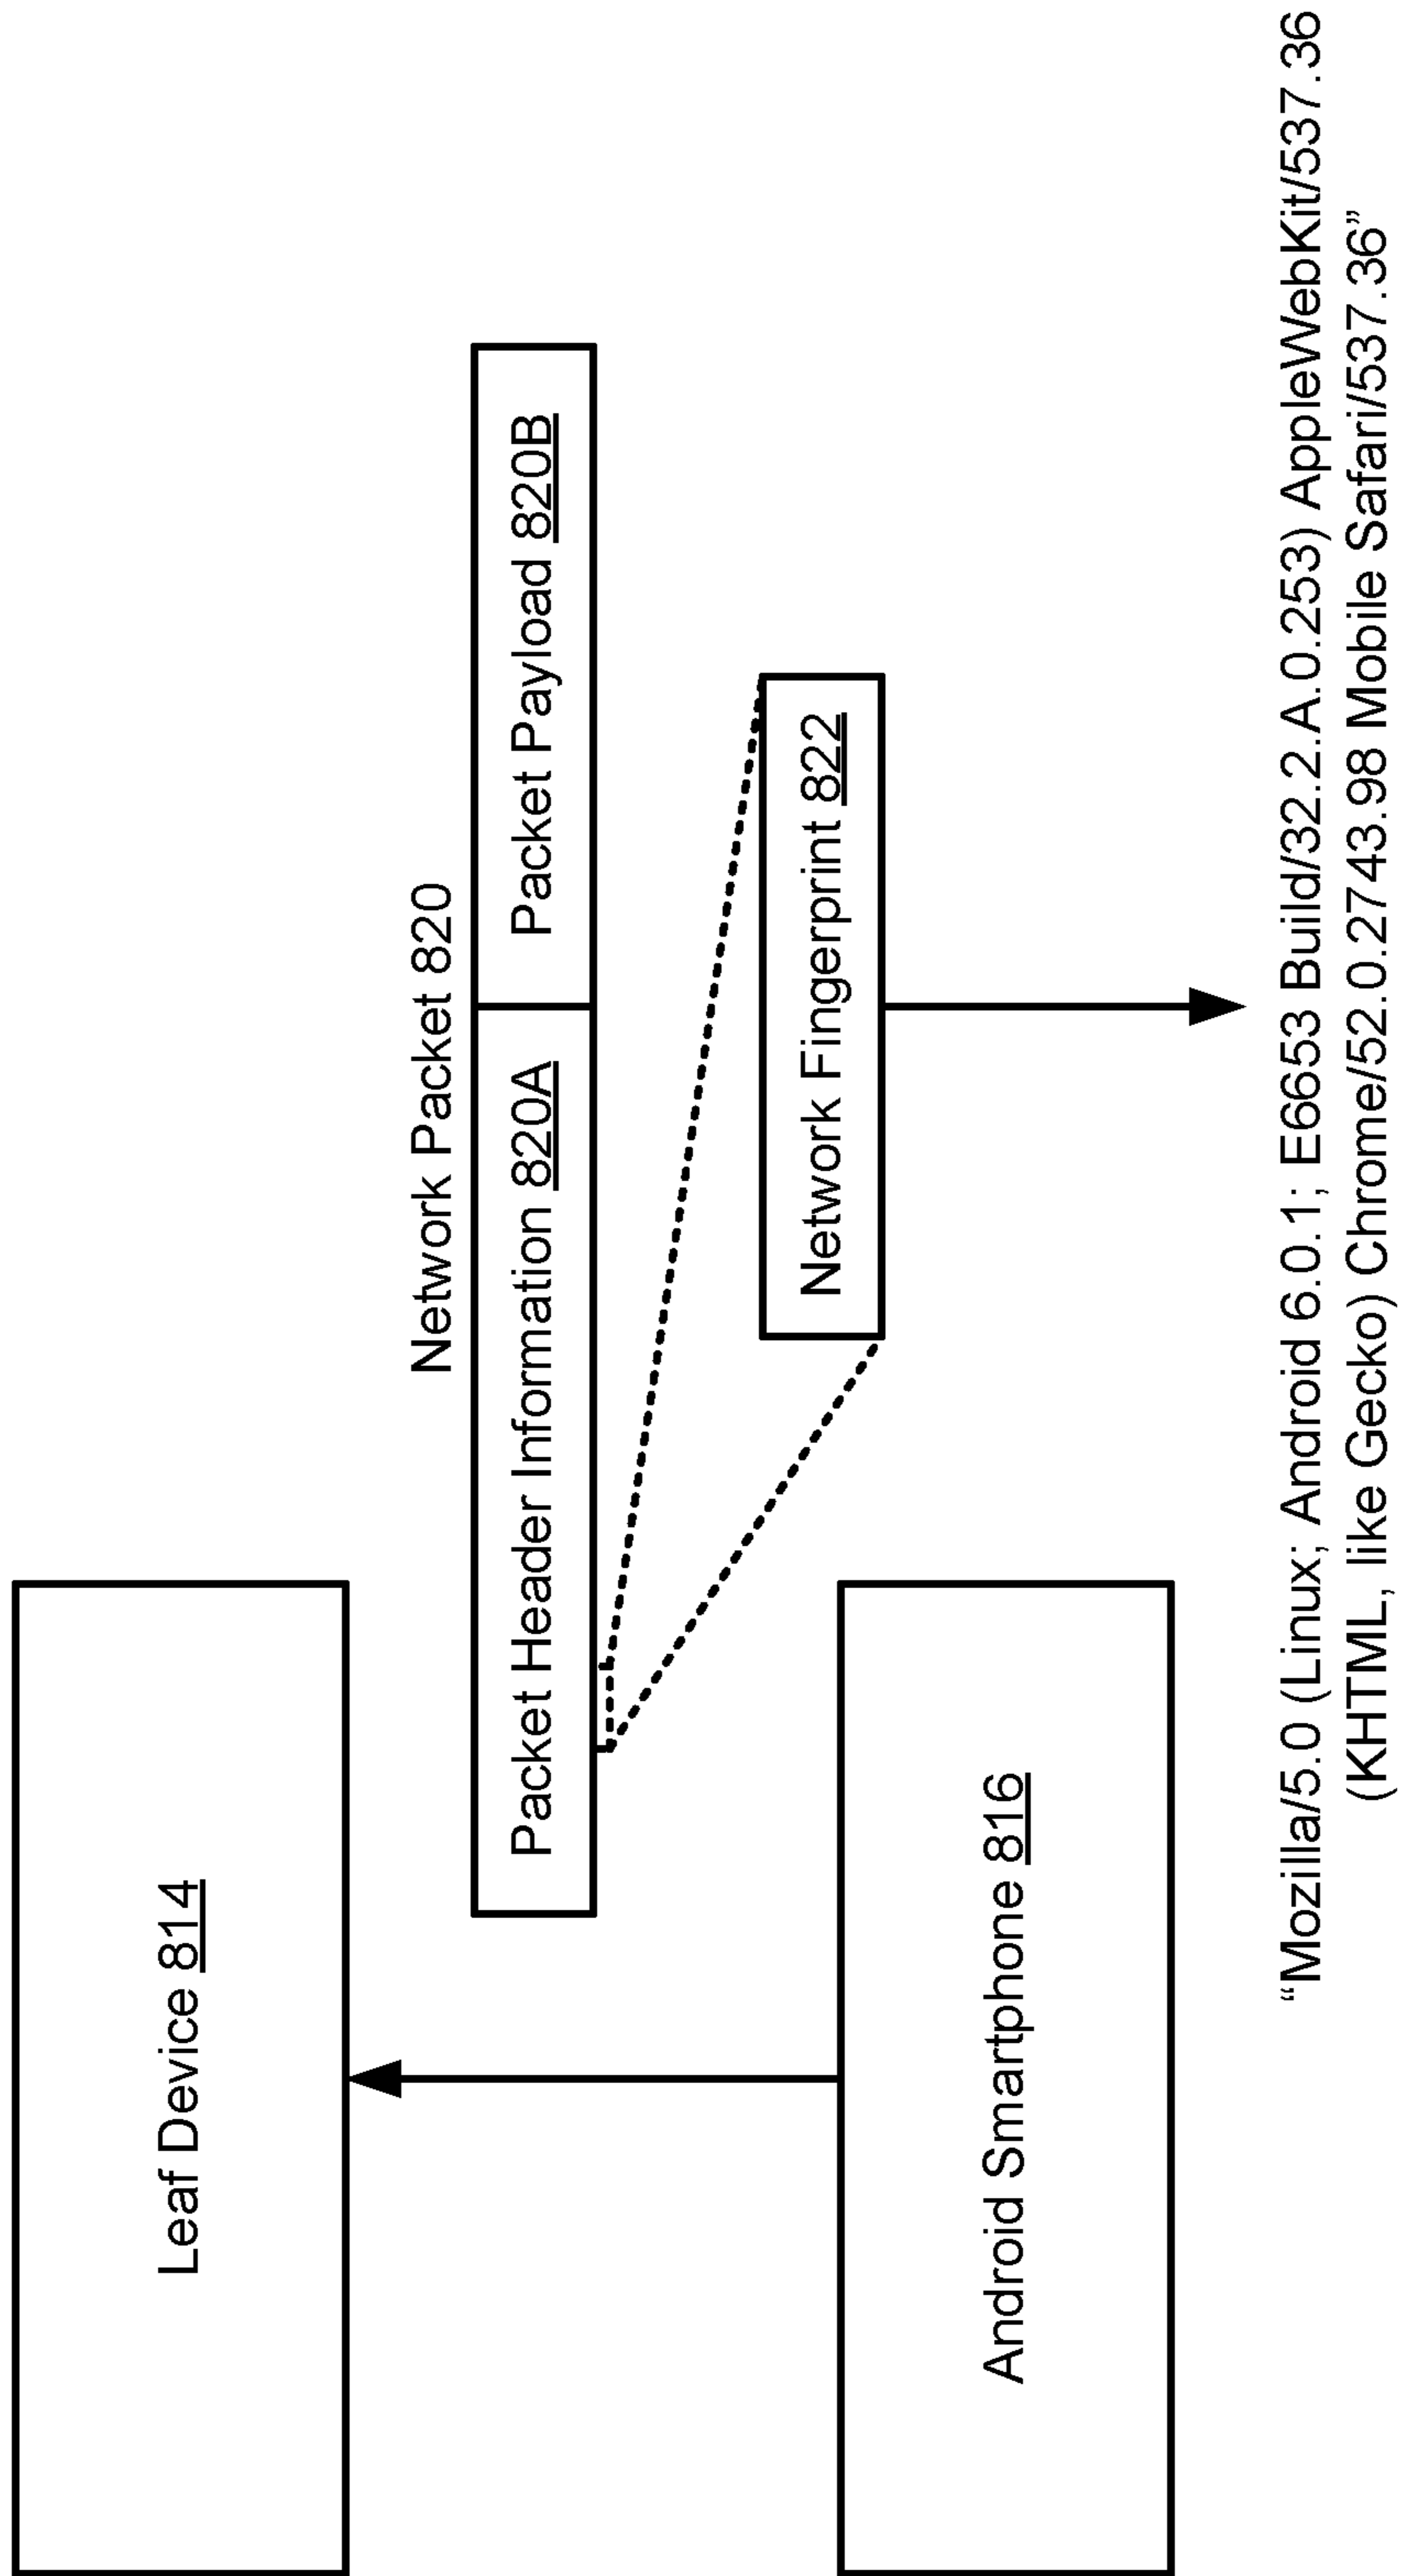 Leaf Device 814
Network Packet 820
Packet Header Information 820A
Packet Payload 820B
Network Fingerprint 822
Android Smartphone 816
“Mozilla/5.0 (Linux; Android 6.0.1; E6653 Build/32.2.A.0.253) AppleWebKit/537.36
(KHTML, like Gecko) Chrome/52.0.2743.98 Mobile Safari/537.36”